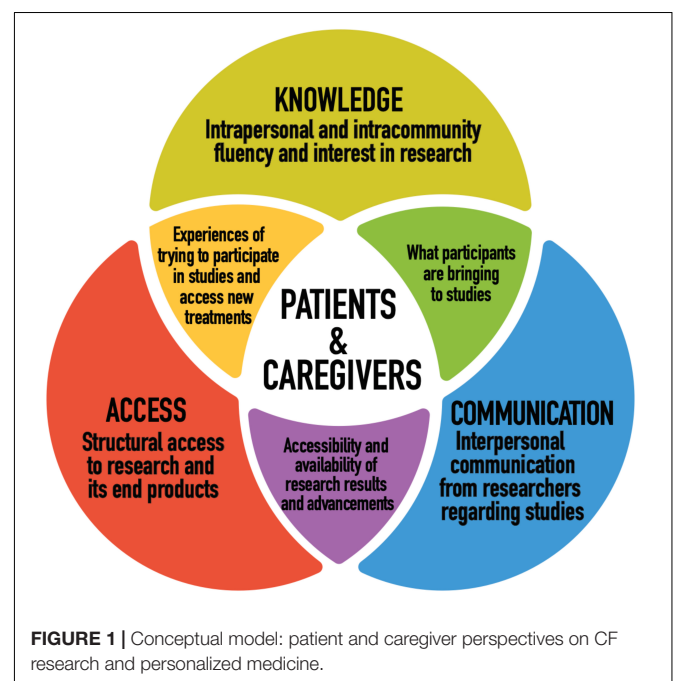 KNOWLEDGE
Intrapersonal and intracommunity
fluency and interest in research
Experiences of
trying to participate
in studies and
access new
treatments
What participants
are bringing
to studies
PATIENTS
&
CAREGIVERS
ACCESS
Structural access
to research and
its end products
Accessibility and
availability of
research results
and advancements
COMMUNICATION
Interpersonal
communication
from researchers
regarding studies
FIGURE 1 | Conceptual model: patient and caregiver perspectives on CF
research and personalized medicine.